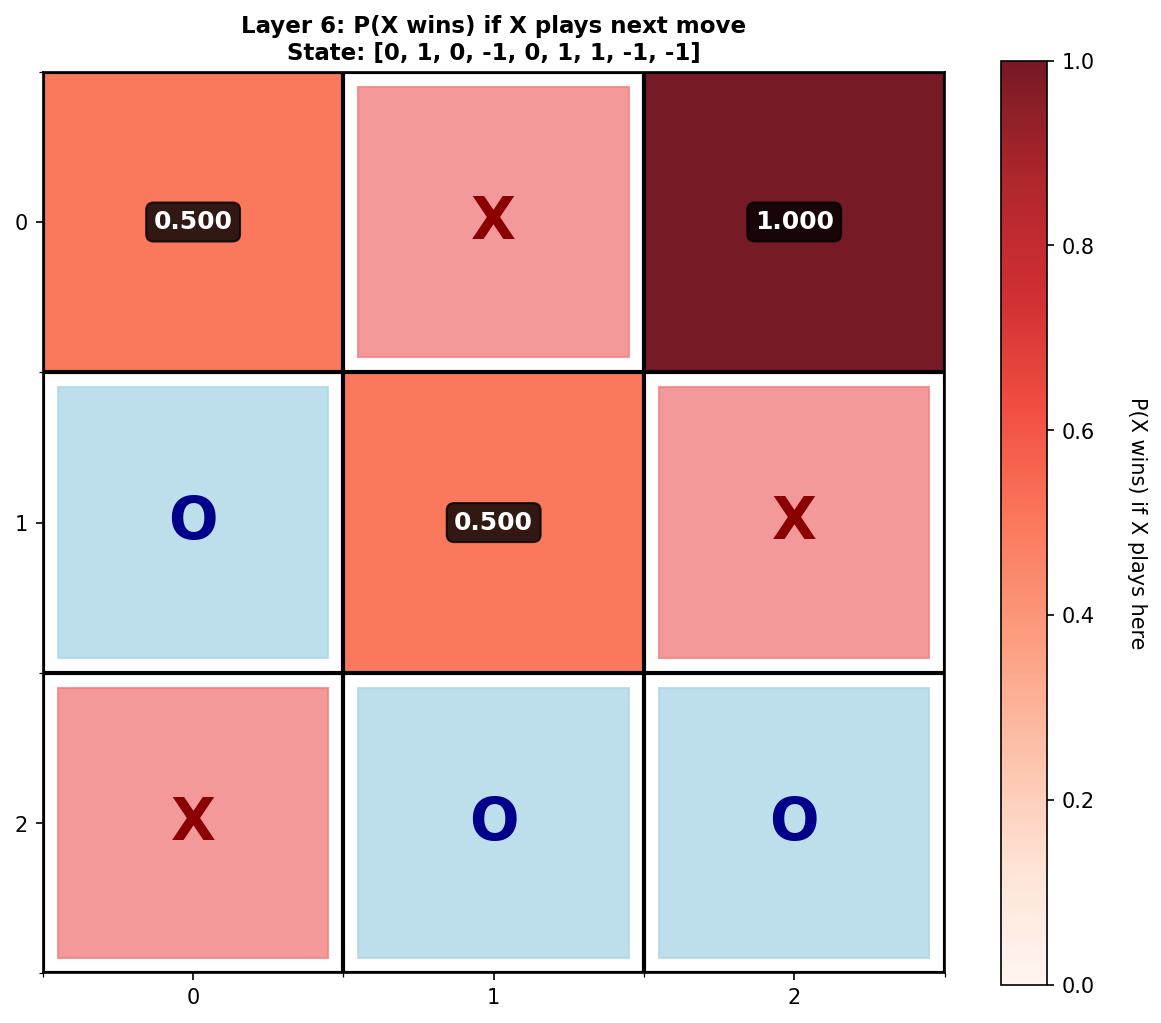 Layer 6: P(X wins) if X plays next move
State: [0, 1, 0, -1, 0, 1, 1, -1, -1]
0
0.500
X
1.000
1
O
0.500
X
2
X
O
O
0
1
2
1.0
0.8
0.6
0.4
0.2
0.0
P(X wins) if X plays here